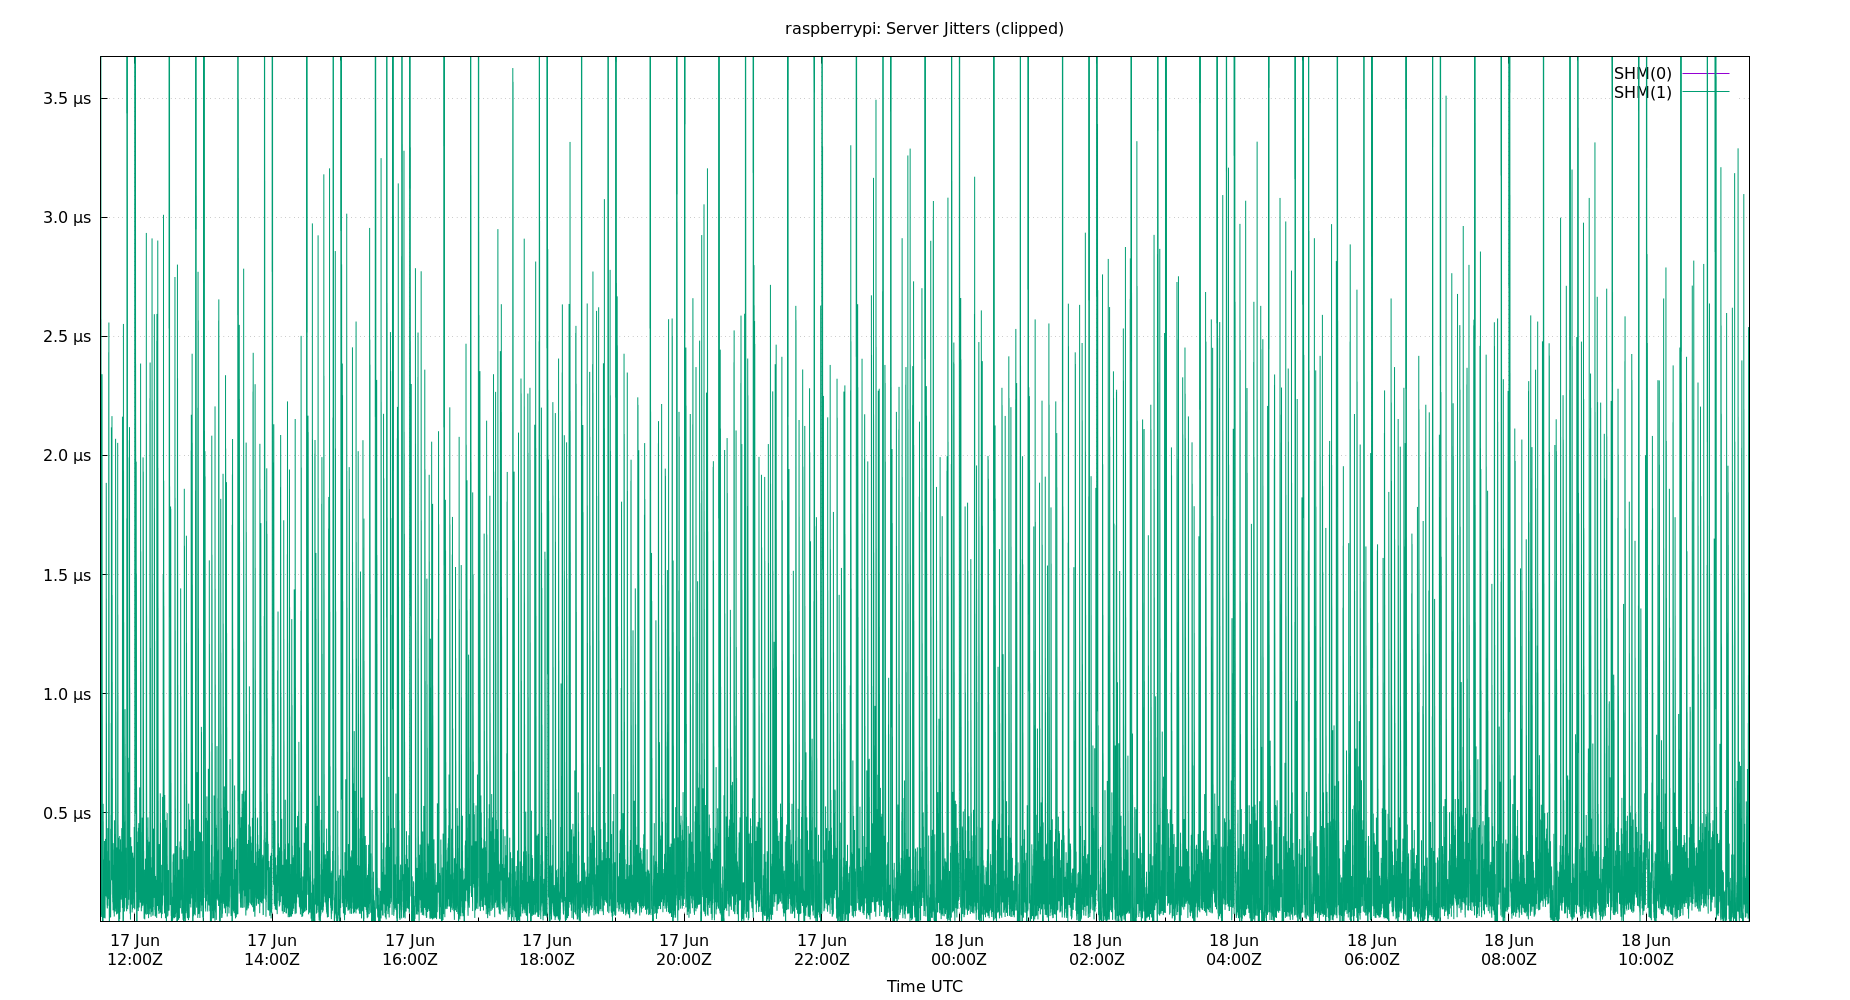 raspberrypi: Server Jitters (clipped)
SHM(0)
SHM(1)
3.5 µs
3.0 µs
2.5 µs
2.0 µs
1.5 µs
1.0 µs
0.5 µs
17 Jun 17 Jun 17 Jun 17 Jun 17 Jun 17 Jun 18 Jun 18 Jun 18 Jun 18 Jun 18 Jun 18 Jun
12:00Z 14:00Z 16:00Z 18:00Z 20:00Z 22:00Z 00:00Z 02:00Z 04:00Z 06:00Z 08:00Z 10:00Z
Time UTC